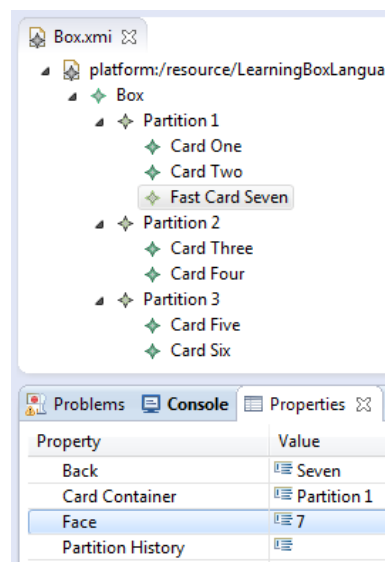 Box.xmi
platform:/resource/LearningBoxLangua
Box
Partition 1
Card One
Card Two
Fast Card Seven
Partition 2
Card Three
Card Four
Partition 3
Card Five
Card Six
Problems Console Properties
Property Value
Back Seven
Card Container Partition 1
Face 7
Partition History